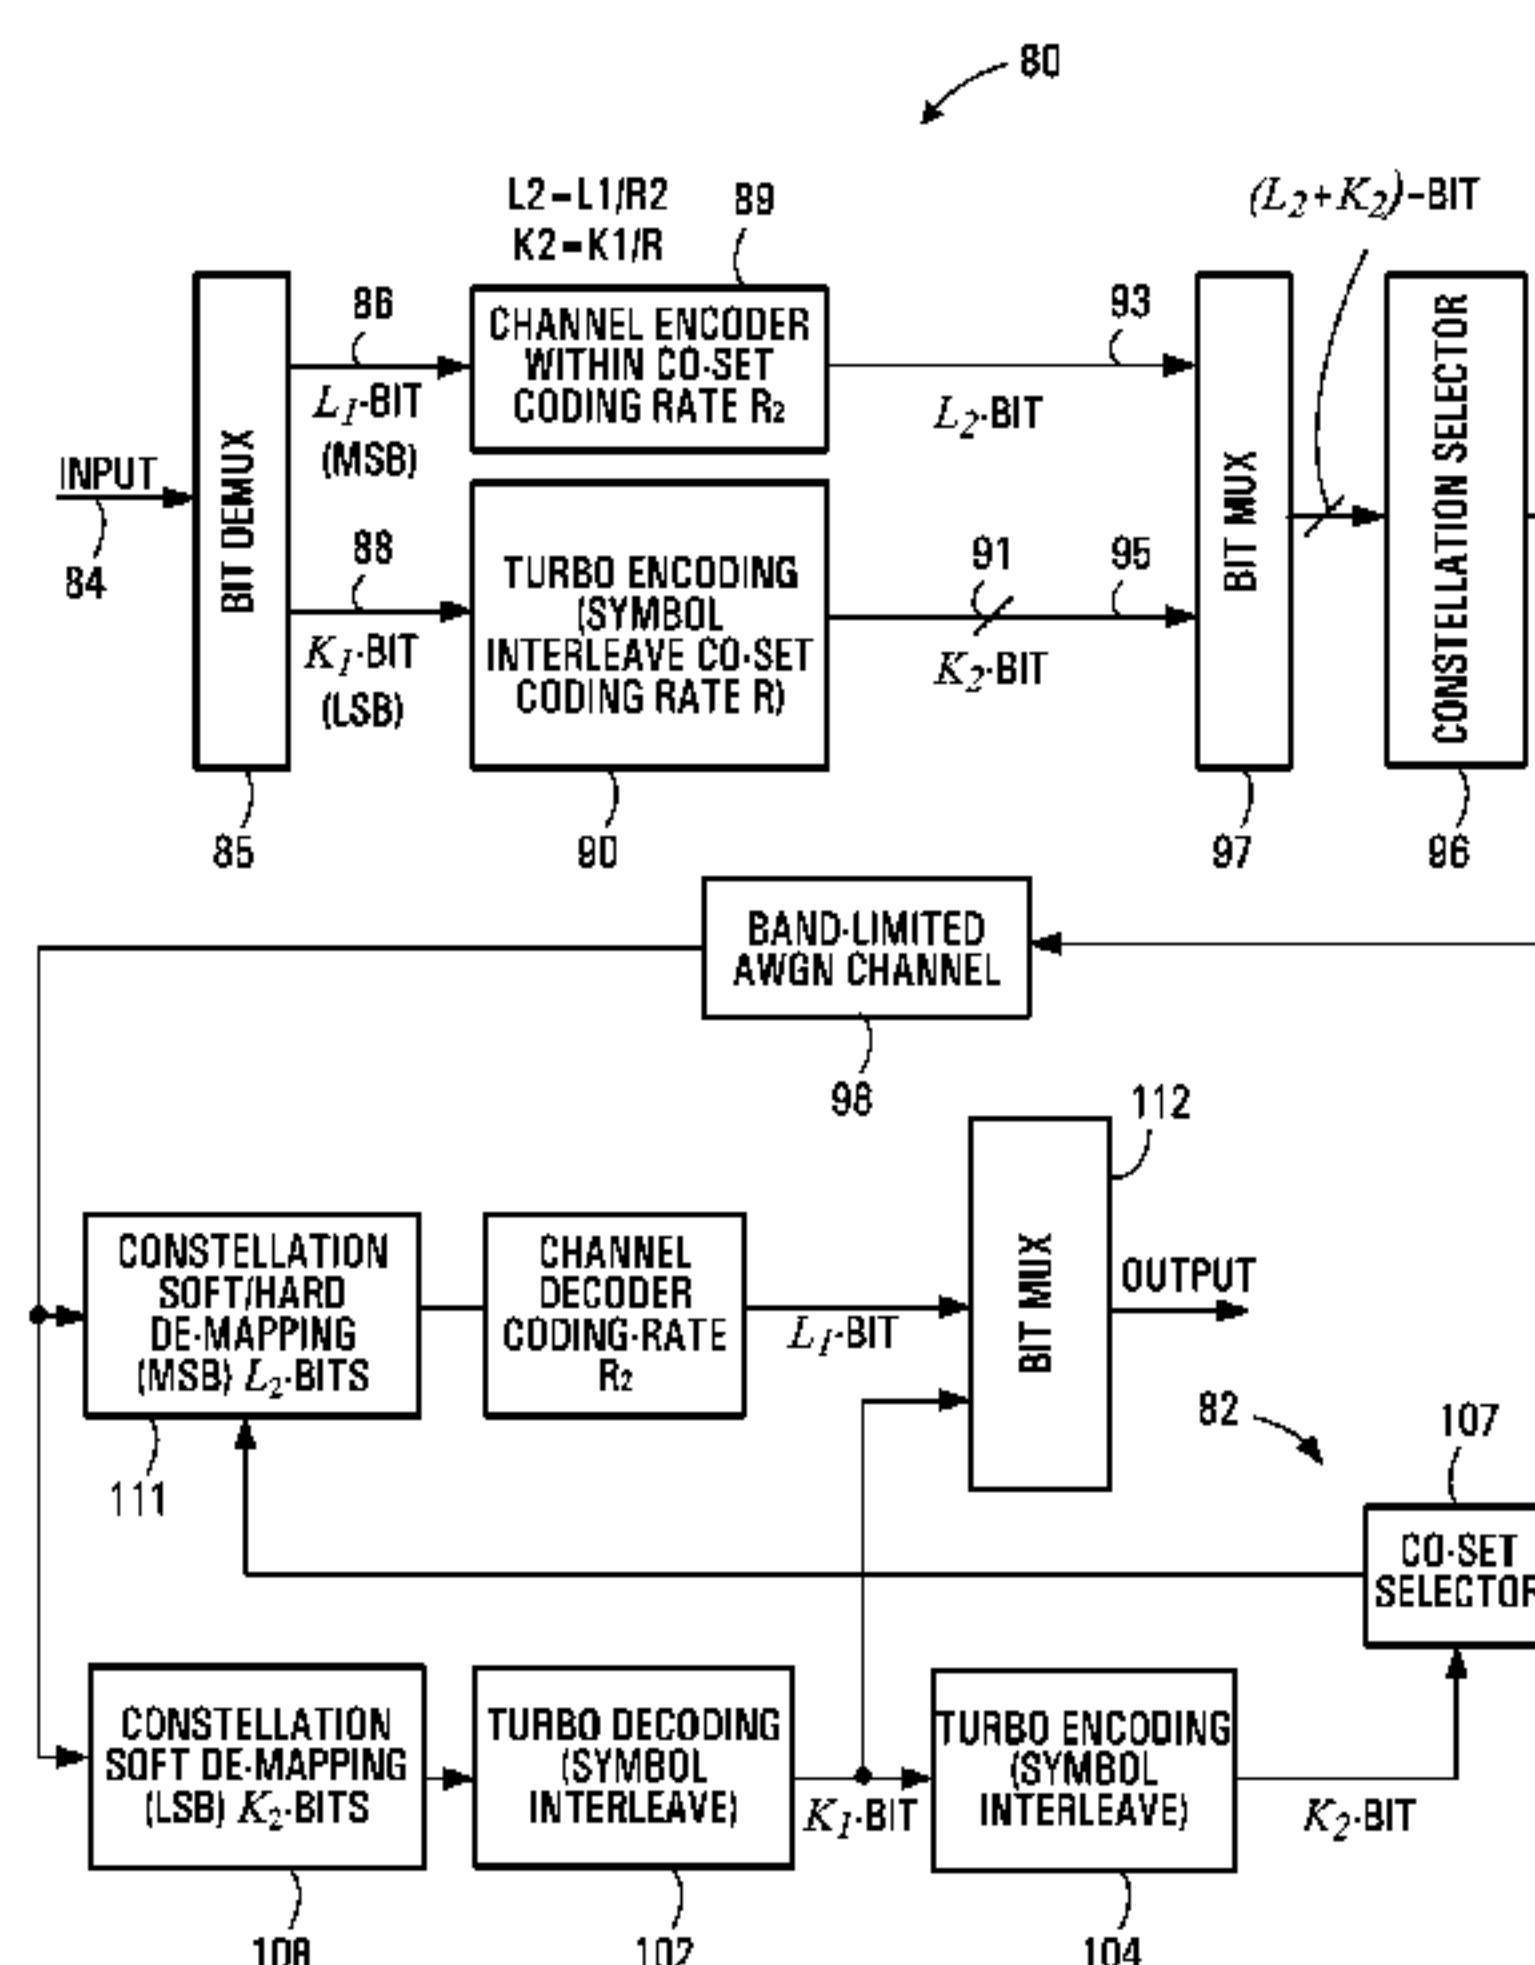 80
L2=L1/R2
K2=K1/R
89
(L2+K2)-BIT
86
CHANNEL ENCODER
WITHIN CO-SET
CODING RATE R2
93
L1-BIT
(MSB)
L2-BIT
INPUT
84
BIT DEMUX
88
TURBO ENCODING
(SYMBOL
INTERLEAVE CO-SET
CODING RATE R)
91
95
K1-BIT
(LSB)
K2-BIT
BIT MUX
CONSTELLATION SELECTOR
85
90
97
96
BAND-LIMITED
AWGN CHANNEL
98
112
CONSTELLATION
SOFT/HARD
DE-MAPPING
(MSB) L2-BITS
CHANNEL
DECODER
CODING-RATE
R2
L1-BIT
BIT MUX
OUTPUT
111
82
107
CO-SET
SELECTOR
CONSTELLATION
SOFT DE-MAPPING
(LSB) K2-BITS
TURBO DECODING
(SYMBOL
INTERLEAVE)
K1-BIT
TURBO ENCODING
(SYMBOL
INTERLEAVE)
K2-BIT
108
102
104